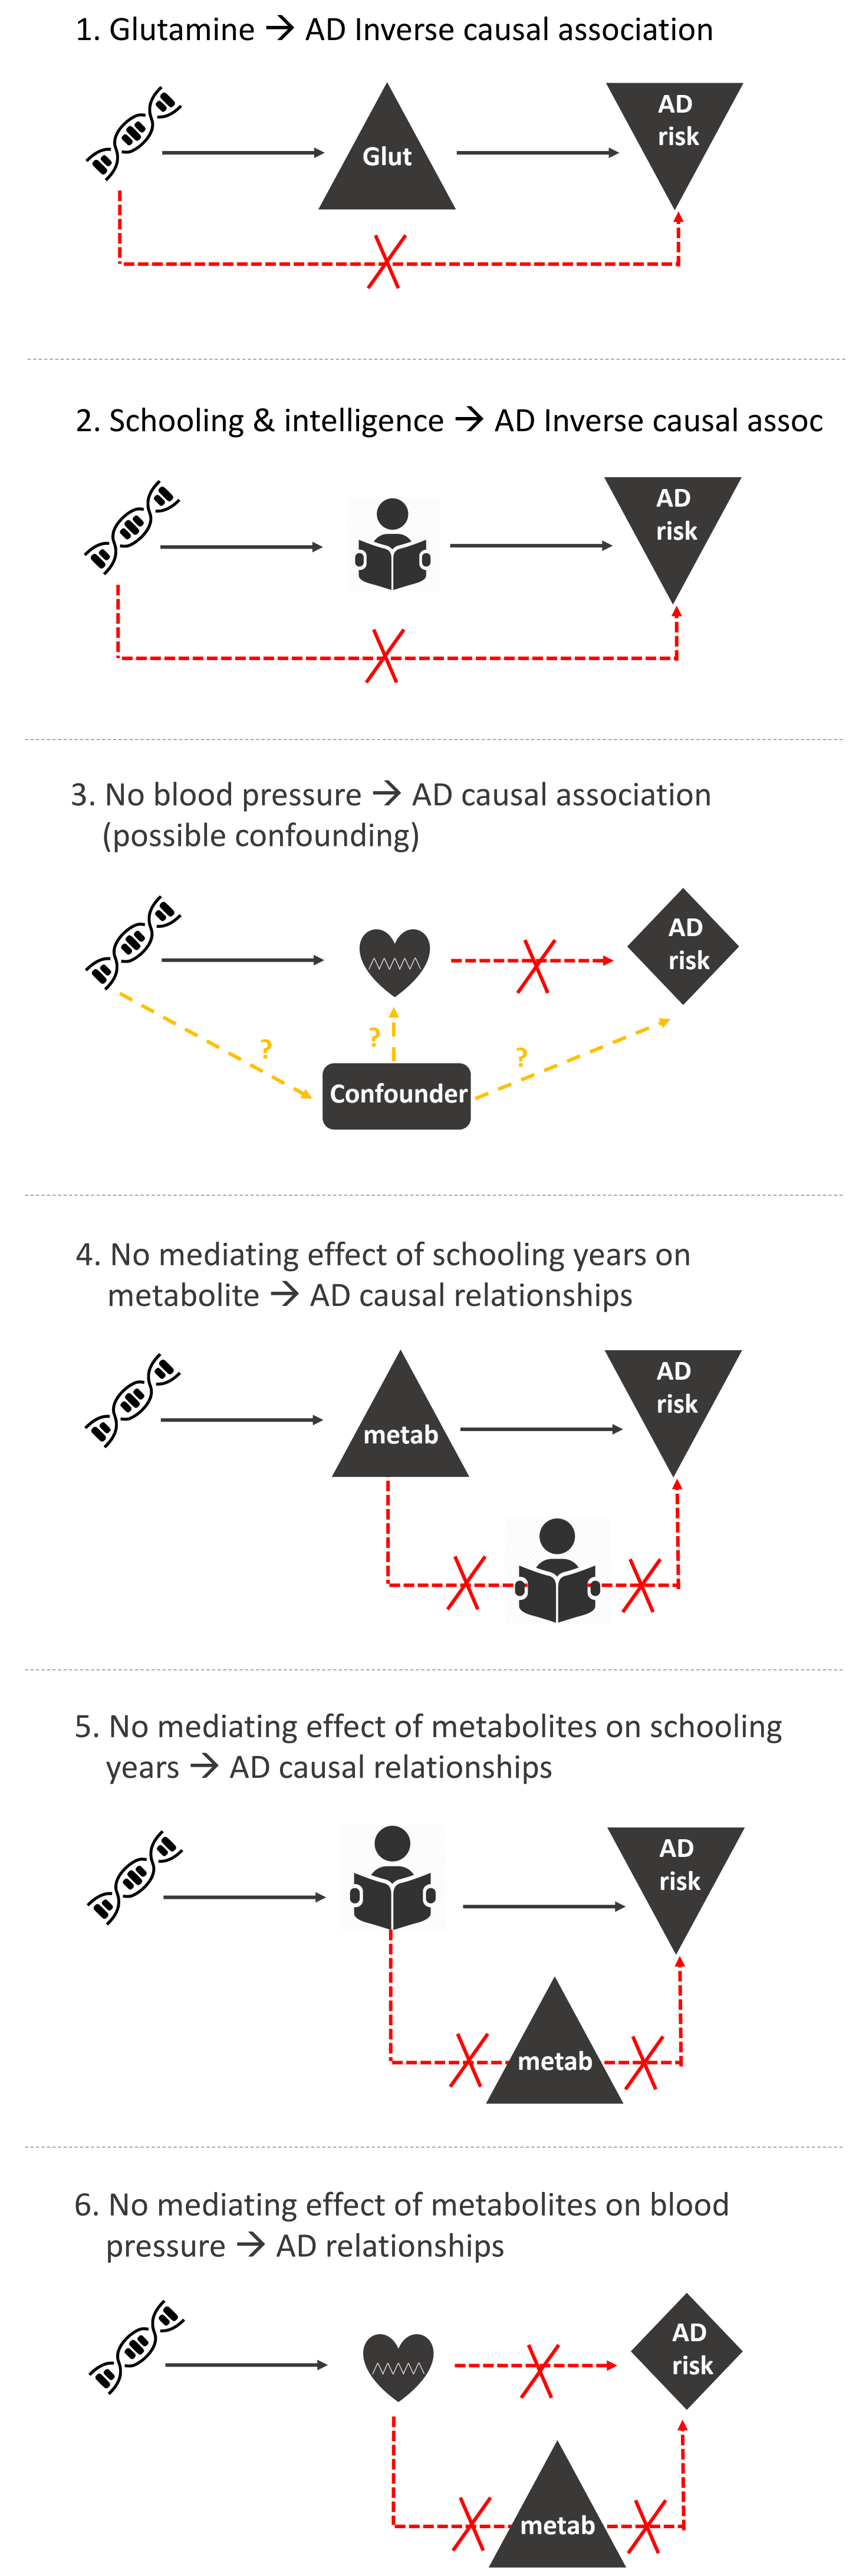 1. Glutamine → AD Inverse causal association
Glut
AD
risk
2. Schooling & intelligence → AD Inverse causal assoc
AD
risk
3. No blood pressure → AD causal association
(possible confounding)
AD
risk
?
?
?
Confounder
4. No mediating effect of schooling years on
metabolite → AD causal relationships
AD
risk
metab
5. No mediating effect of metabolites on schooling
years → AD causal relationships
AD
risk
metab
6. No mediating effect of metabolites on blood
pressure → AD relationships
AD
risk
metab